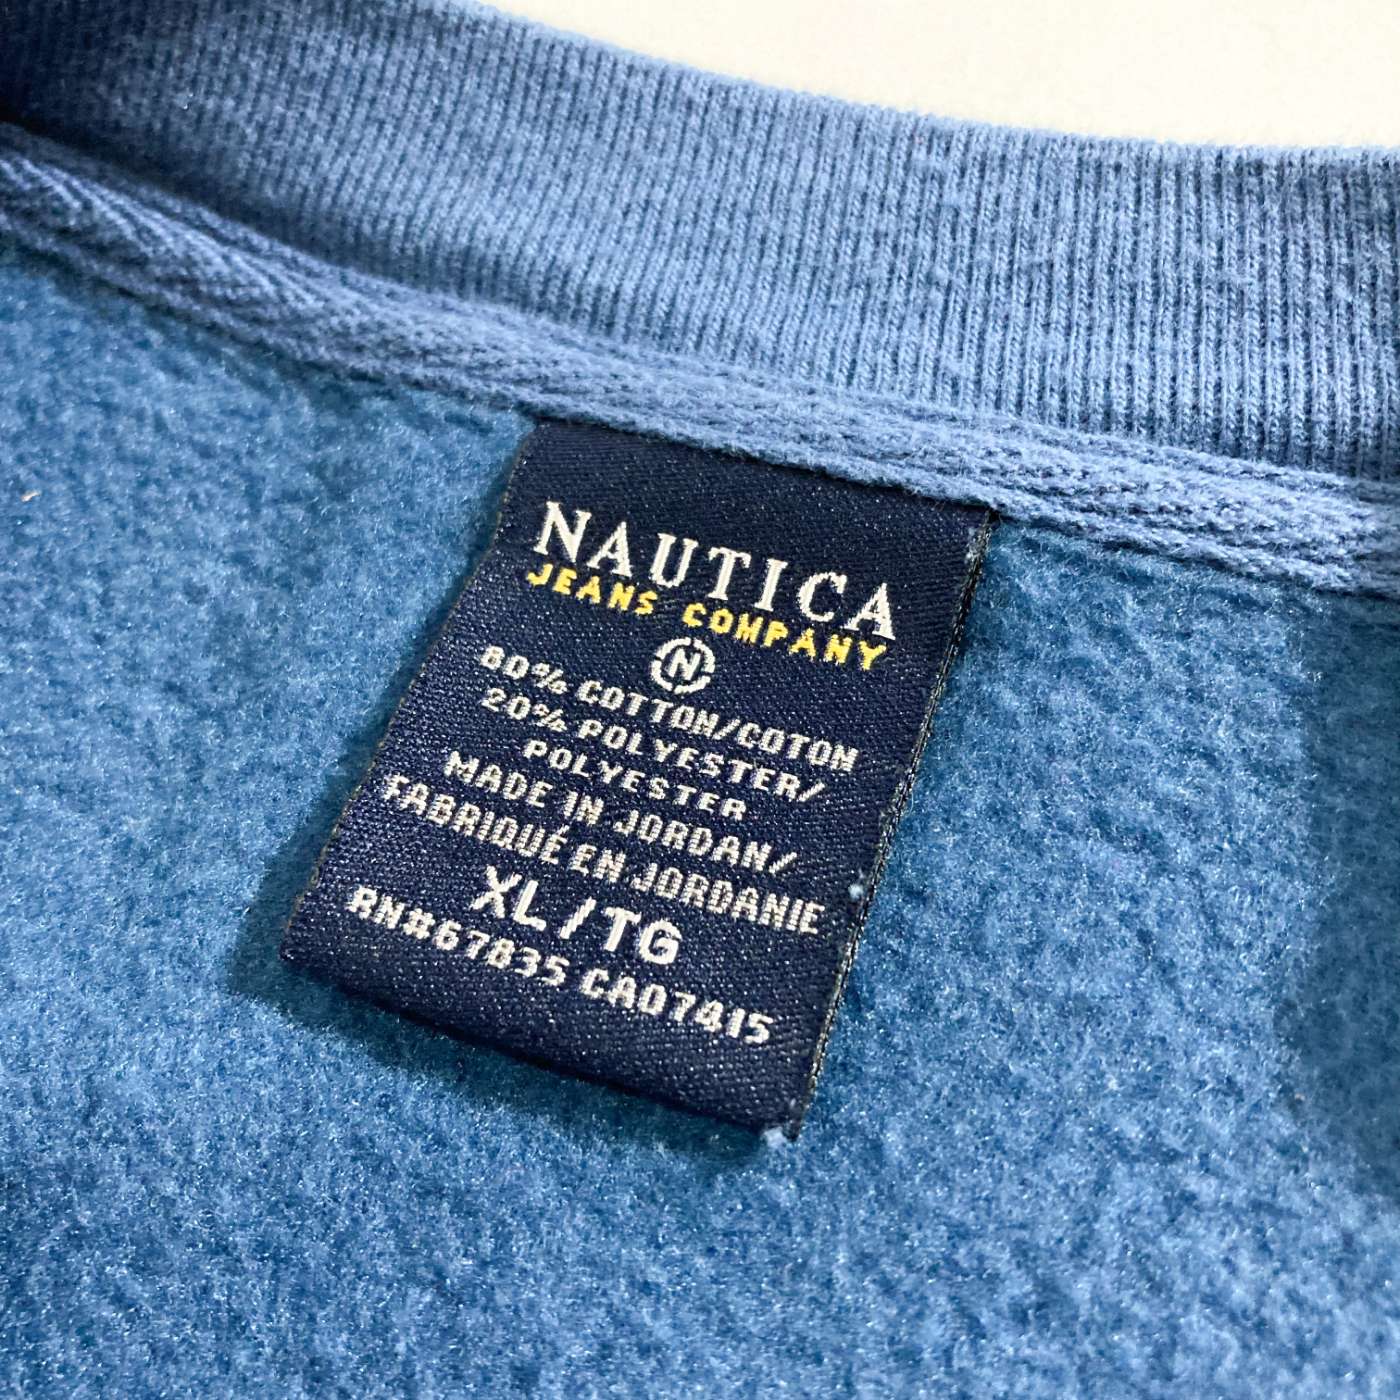 NAUTICA
JEANS COMPANY
N
80% COTTON/COTON
20% POLYESTER/
POLYESTER
MADE IN JORDAN/
FABRIQUÉ EN JORDANIE
XL/TG
RN#67835 CA07415